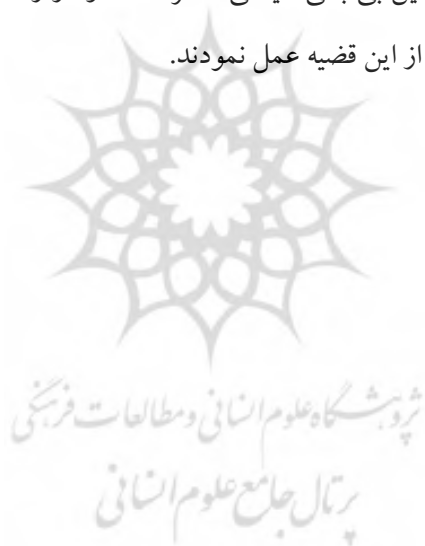 از این قضیه عمل نمودند.
پژوهشگاه علوم انسانی و مطالعات فرهنگی
پرتال جامع علوم انسانی